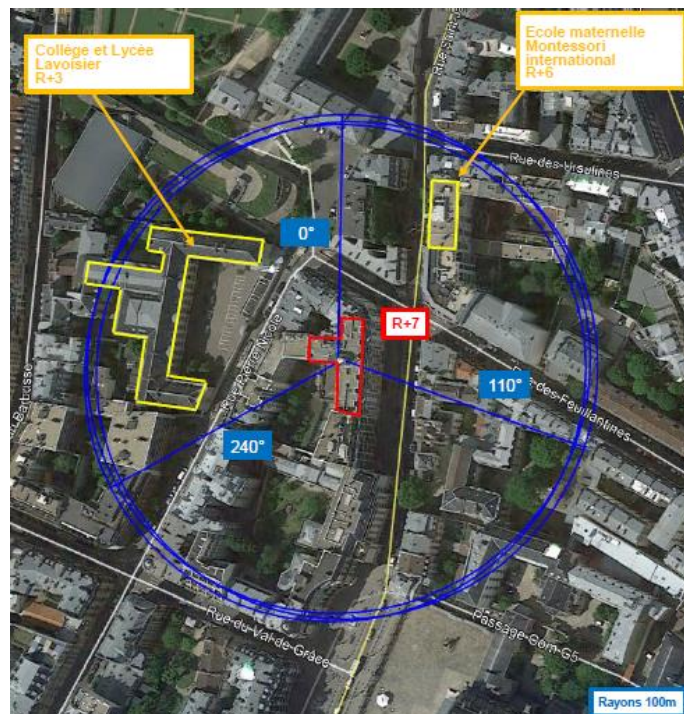 Collège et Lycée
Lavoisier
R+3
Ecole maternelle
Montessori
international
R+6
Rue des Ursulines
0°
R+7
Rue Pierre Nicole
110°
Rue des Feuillantines
240°
Rue du Val de Grâce
Passage Com G5
Rayons 100m